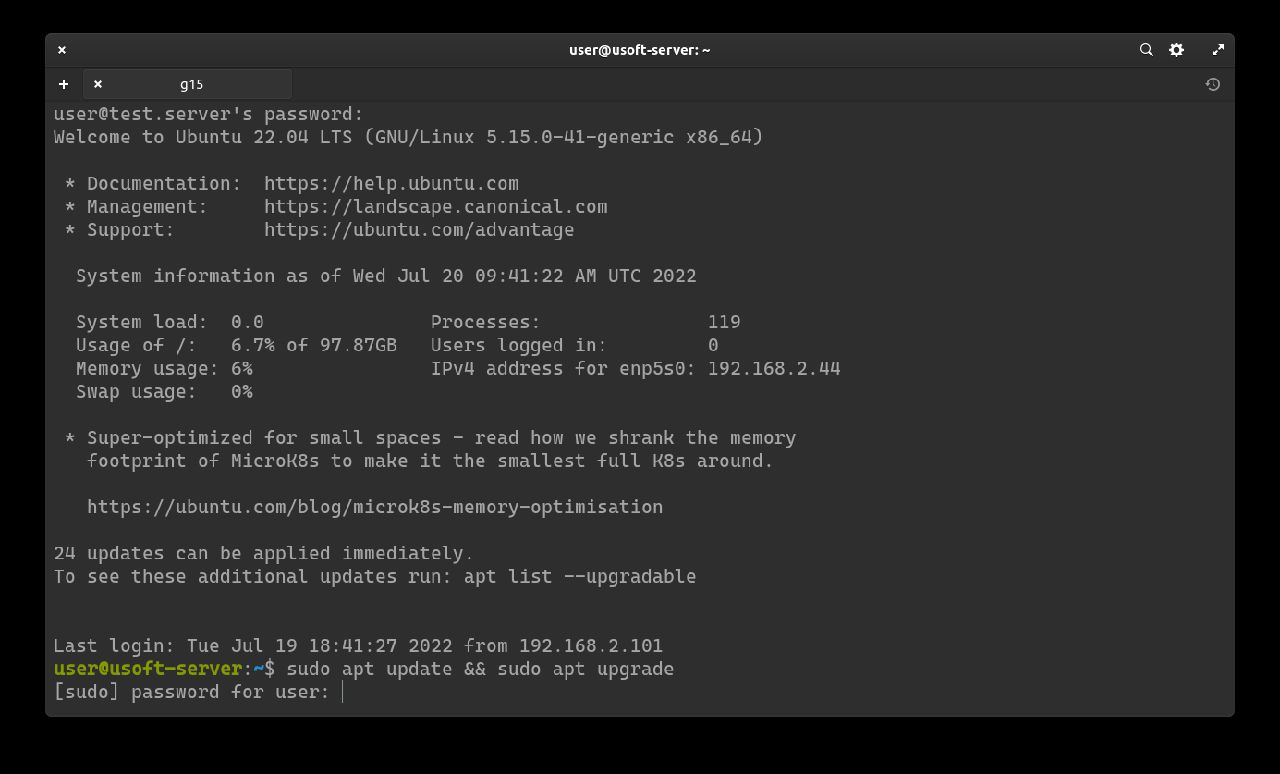 user@usoft-server: ~
g15
user@test.server's password:
Welcome to Ubuntu 22.04 LTS (GNU/Linux 5.15.0-41-generic x86_64)
* Documentation:  https://help.ubuntu.com
* Management:     https://landscape.canonical.com
* Support:        https://ubuntu.com/advantage
System information as of Wed Jul 20 09:41:22 AM UTC 2022
System load:  0.0               Processes:               119
Usage of /:   6.7% of 97.87GB   Users logged in:         0
Memory usage: 6%                IPv4 address for enp5s0: 192.168.2.44
Swap usage:   0%
* Super-optimized for small spaces - read how we shrank the memory
footprint of MicroK8s to make it the smallest full K8s around.
https://ubuntu.com/blog/microk8s-memory-optimisation
24 updates can be applied immediately.
To see these additional updates run: apt list --upgradable
Last login: Tue Jul 19 18:41:27 2022 from 192.168.2.101
user@usoft-server:~$ sudo apt update && sudo apt upgrade
[sudo] password for user: